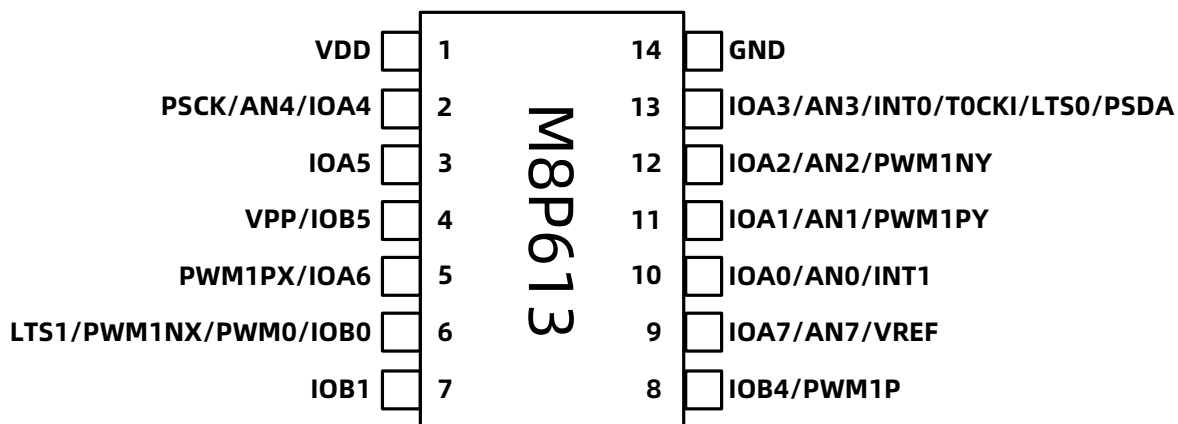 VDD 1 14 GND
PSCK/AN4/IOA4 2 13 IOA3/AN3/INT0/T0CKI/LTS0/PSDA
IOA5 3 12 IOA2/AN2/PWM1NY
VPP/IOB5 4 11 IOA1/AN1/PWM1PY
PWM1PX/IOA6 5 10 IOA0/AN0/INT1
LTS1/PWM1NX/PWM0/IOB0 6 9 IOA7/AN7/VREF
IOB1 7 8 IOB4/PWM1P
M8P613